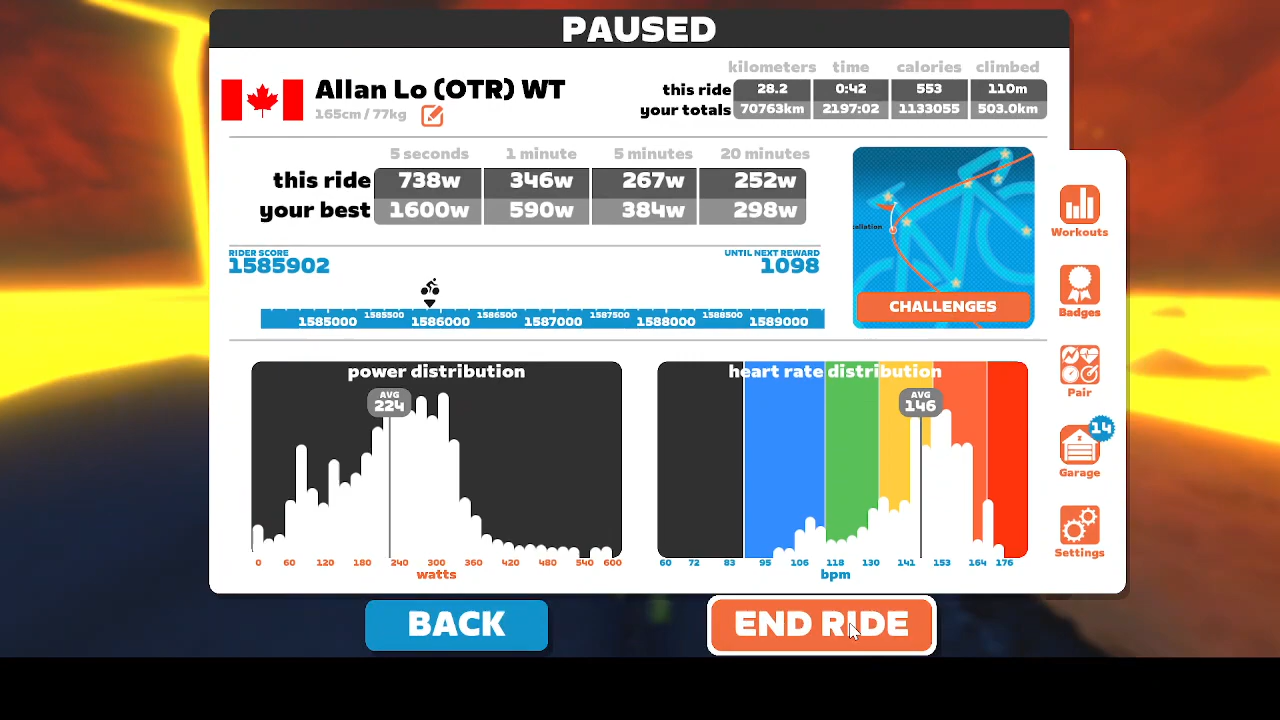 PAUSED
Allan Lo (OTR) WT
165cm / 77kg
kilometers time calories climbed
this ride 28.2 0:42 553 110m
your totals 70763km 2197:02 1133055 503.0km
5 seconds 1 minute 5 minutes 20 minutes
this ride 738w 346w 267w 252w
your best 1600w 590w 384w 298w
RIDER SCORE
1585902
UNTIL NEXT REWARD
1098
1585000 1585500 1586000 1586500 1587000 1587500 1588000 1588500 1589000
CHALLENGES
Workouts
Badges
Pair
14
Garage
Settings
power distribution
AVG
224
0 60 120 180 240 300 360 420 480 540 600
watts
heart rate distribution
AVG
146
60 72 83 95 106 118 130 141 153 164 176
bpm
BACK
END RIDE